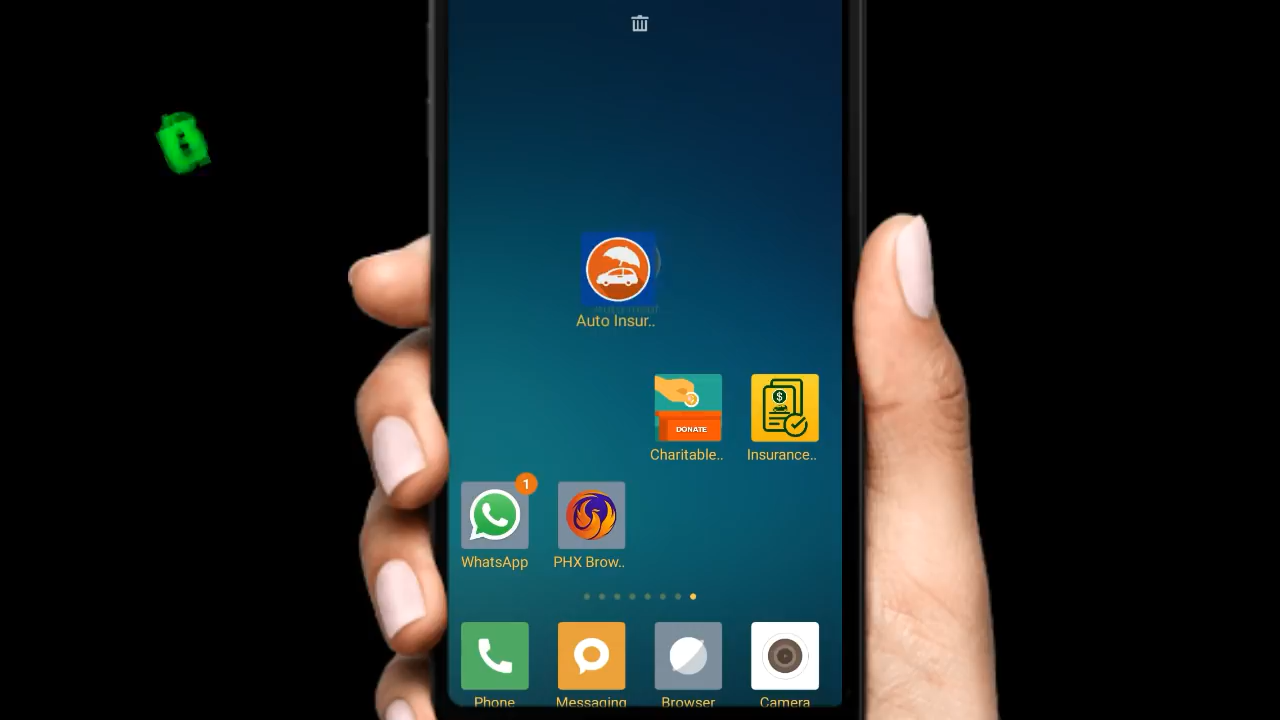 Auto Insur..
DONATE
Charitable..
Insurance..
1
WhatsApp
PHX Brow..
Phone
Messaging
Browser
Camera